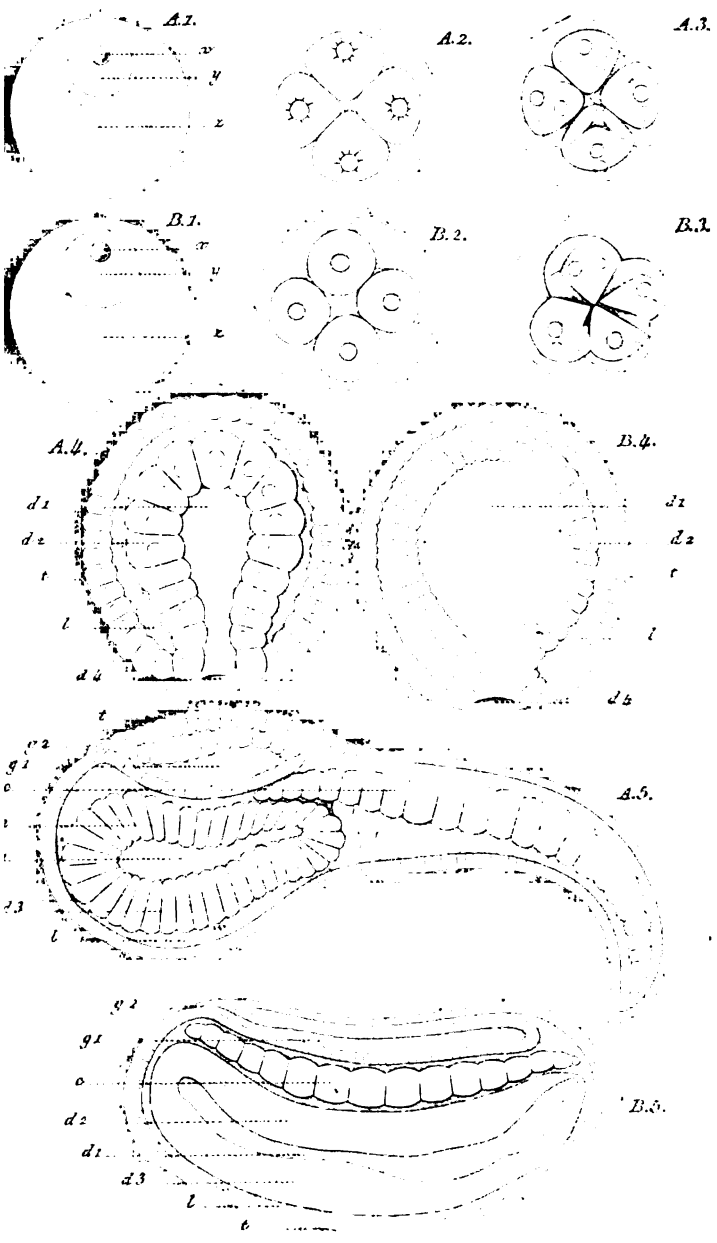 A.1.
A.2.
A.3.
x
y
z
B.1.
B.2.
B.3.
x
y
z
A.4.
B.4.
d1
d1
d2
d2
t
t
l
l
d4
d4
t
g2
g1
c
A.5.
d3
l
g2
g1
c
d2
B.5.
d1
d3
l
t